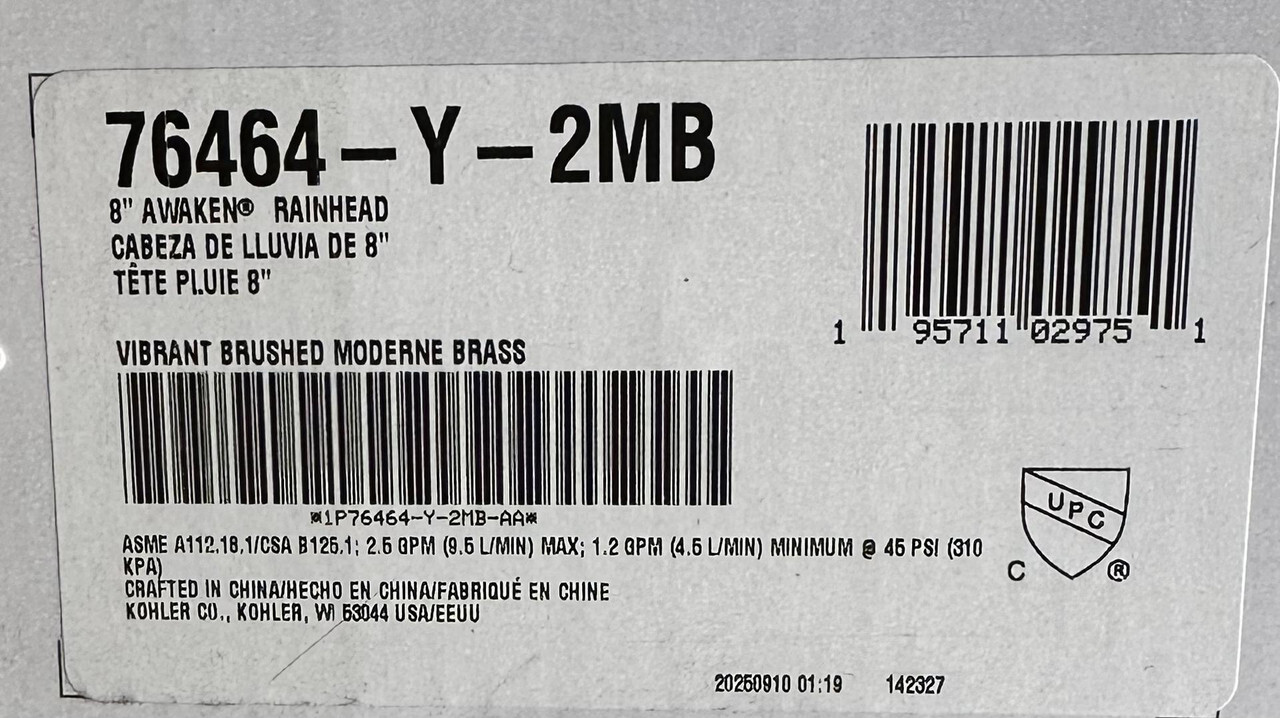 76464-Y-2MB
8" AWAKEN® RAINHEAD
CABEZA DE LLUVIA DE 8"
TÊTE PLUIE 8"
1 95711 02975 1
VIBRANT BRUSHED MODERNE BRASS
*1P76464-Y-2MB-AA*
ASME A112.18.1/CSA B125.1; 2.5 GPM (9.5 L/MIN) MAX; 1.2 GPM (4.5 L/MIN) MINIMUM @ 45 PSI (310
KPA)
CRAFTED IN CHINA/HECHO EN CHINA/FABRIQUÉ EN CHINE
KOHLER CO., KOHLER, WI 53044 USA/EEUU
UPC
C ®
20250910 01:19 142327